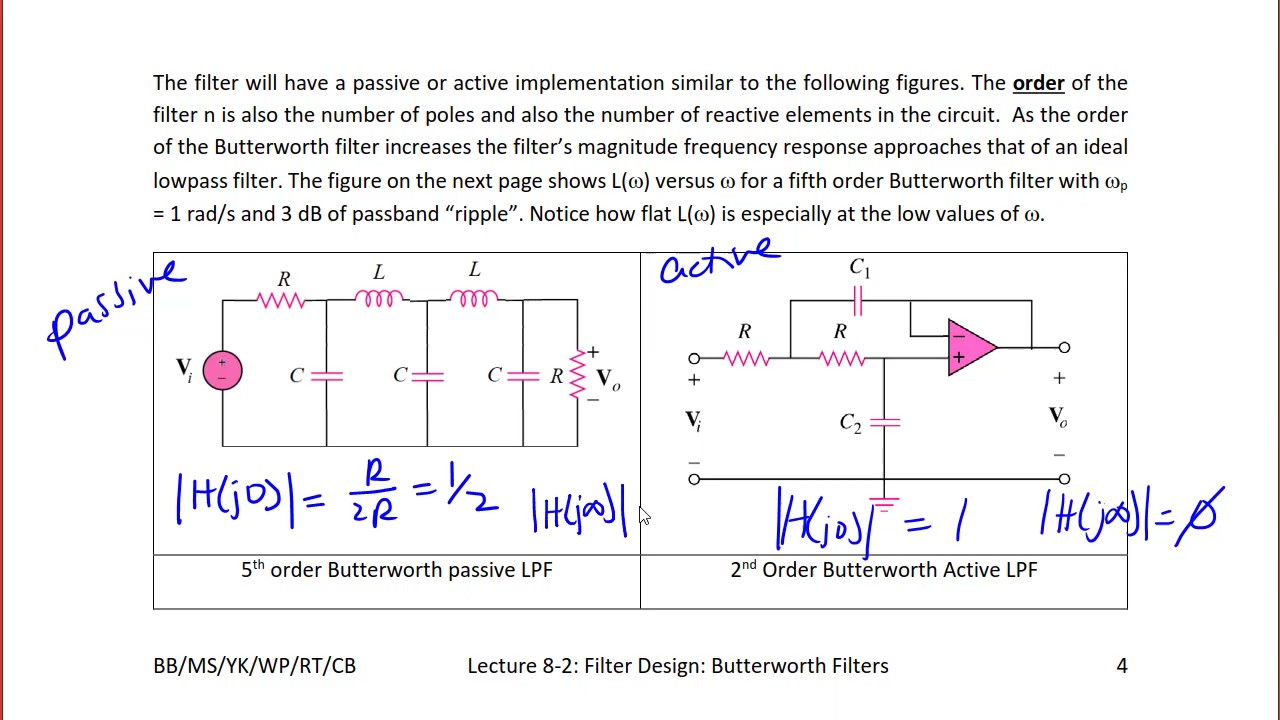 The filter will have a passive or active implementation similar to the following figures. The order of the
filter n is also the number of poles and also the number of reactive elements in the circuit. As the order
of the Butterworth filter increases the filter’s magnitude frequency response approaches that of an ideal
lowpass filter. The figure on the next page shows L(ω) versus ω for a fifth order Butterworth filter with ωp
= 1 rad/s and 3 dB of passband “ripple”. Notice how flat L(ω) is especially at the low values of ω.
passive
R L L
Vi + − C C C R + Vo −
|H(j0)| = R/2R = 1/2 |H(j∞)|
5th order Butterworth passive LPF
active
C1
R R − +
+ Vi − C2 + Vo −
|H(j0)| = 1 |H(j∞)| = 0
2nd Order Butterworth Active LPF
BB/MS/YK/WP/RT/CB Lecture 8-2: Filter Design: Butterworth Filters 4